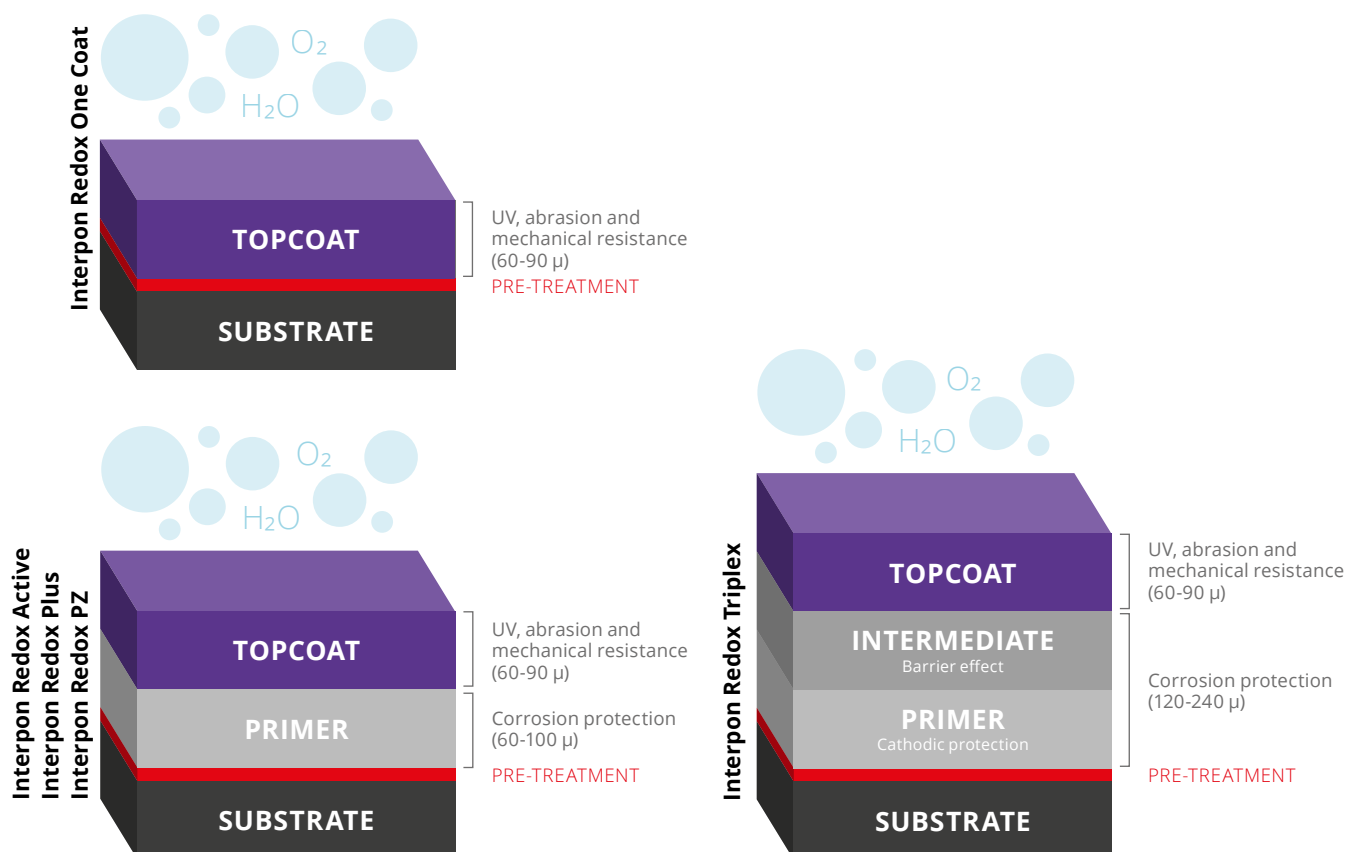 Interpon Redox One Coat
O₂
H₂O
TOPCOAT
UV, abrasion and
mechanical resistance
(60-90 µ)
PRE-TREATMENT
SUBSTRATE
Interpon Redox Active
Interpon Redox Plus
Interpon Redox PZ
O₂
H₂O
TOPCOAT
UV, abrasion and
mechanical resistance
(60-90 µ)
PRIMER
Corrosion protection
(60-100 µ)
PRE-TREATMENT
SUBSTRATE
Interpon Redox Triplex
O₂
H₂O
TOPCOAT
UV, abrasion and
mechanical resistance
(60-90 µ)
INTERMEDIATE
Barrier effect
PRIMER
Cathodic protection
Corrosion protection
(120-240 µ)
PRE-TREATMENT
SUBSTRATE